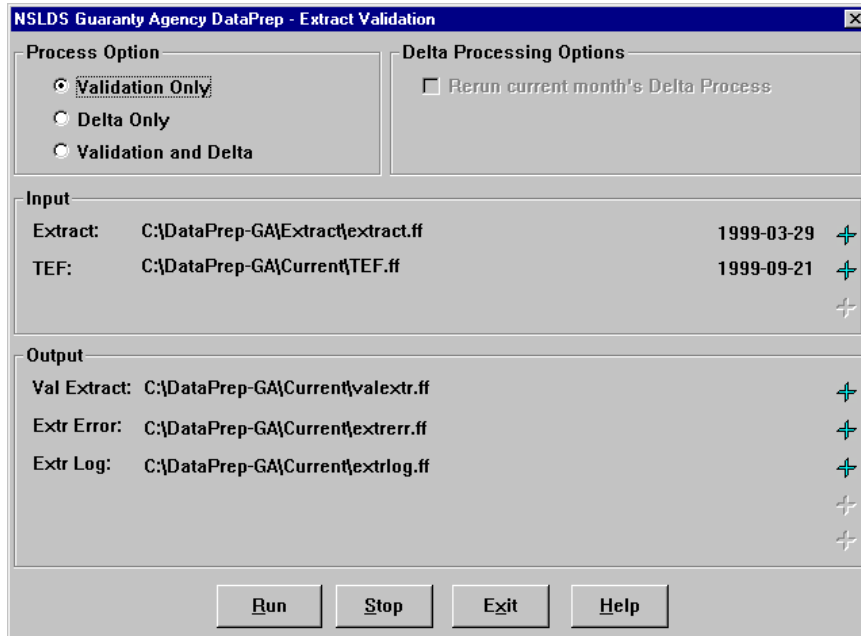 NSLDS Guaranty Agency DataPrep - Extract Validation
Process Option
Validation Only
Delta Only
Validation and Delta
Delta Processing Options
Rerun current month's Delta Process
Input
Extract: C:\DataPrep-GA\Extract\extract.ff 1999-03-29
TEF: C:\DataPrep-GA\Current\TEF.ff 1999-09-21
Output
Val Extract: C:\DataPrep-GA\Current\valextr.ff
Extr Error: C:\DataPrep-GA\Current\extrerr.ff
Extr Log: C:\DataPrep-GA\Current\extrlog.ff
Run Stop Exit Help